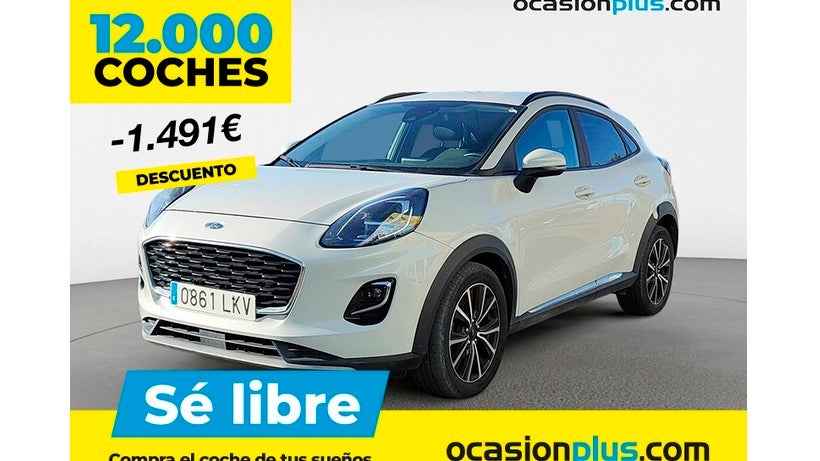 ocasionplus.com
12.000
COCHES
-1.491€
DESCUENTO
Ford
0861 LKV
Sé libre
Compra el coche de tus sueños
ocasionplus.com